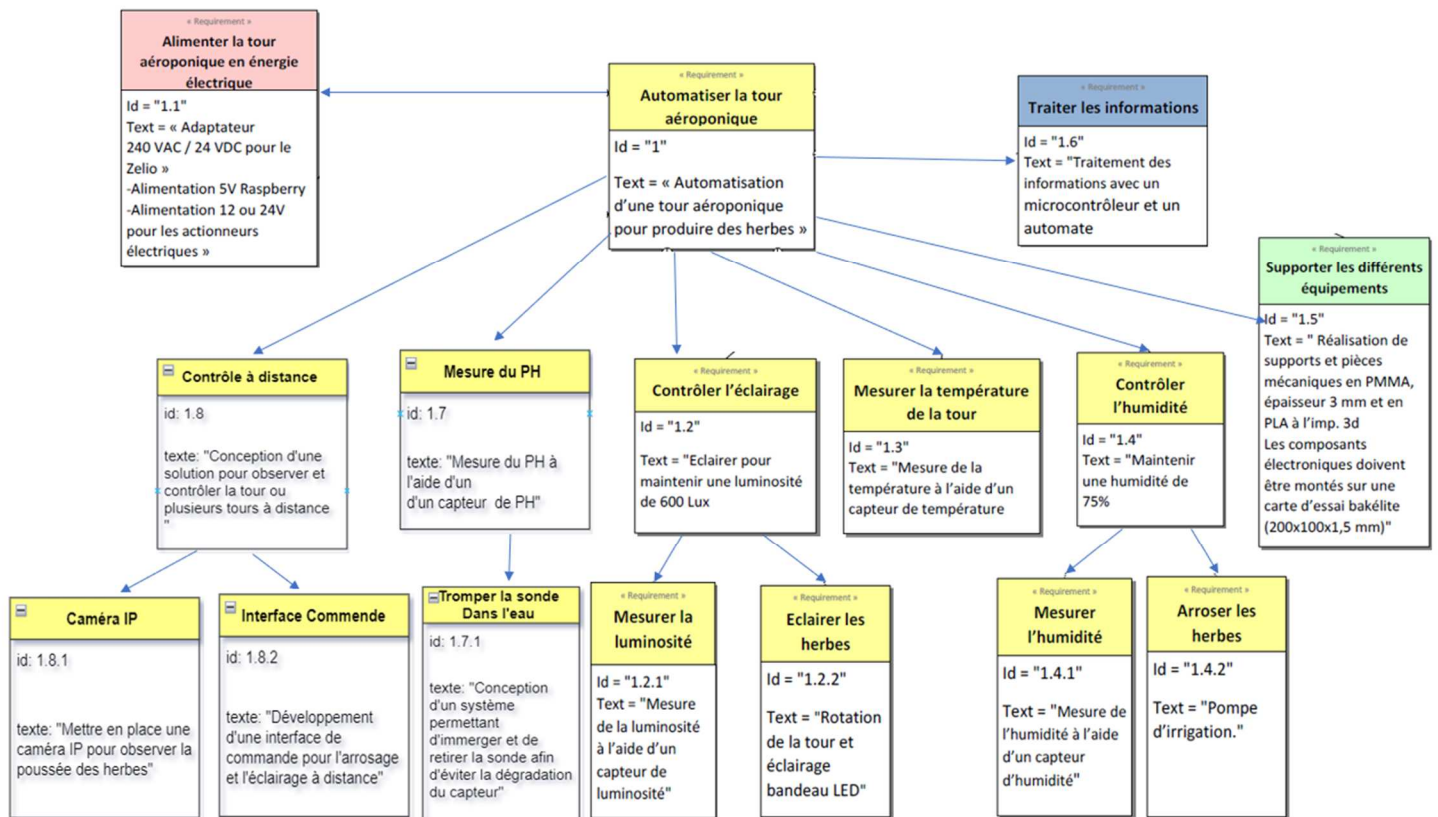 « Requirement »
Alimenter la tour
aéroponique en énergie
électrique
Id = "1.1"
Text = « Adaptateur
240 VAC / 24 VDC pour le
Zelio »
-Alimentation 5V Raspberry
-Alimentation 12 ou 24V
pour les actionneurs
électriques »
« Requirement »
Automatiser la tour
aéroponique
Id = "1"
Text = « Automatisation
d'une tour aéroponique
pour produire des herbes »
« Requirement »
Traiter les informations
Id = "1.6"
Text = "Traitement des
informations avec un
microcontrôleur et un
automate
« Requirement »
Supporter les différents
équipements
Id = "1.5"
Text = " Réalisation de
supports et pièces
mécaniques en PMMA,
épaisseur 3 mm et en
PLA à l'imp. 3d
Les composants
électroniques doivent
être montés sur une
carte d'essai bakélite
(200x100x1,5 mm)"
Contrôle à distance
id: 1.8
texte: "Conception d'une
solution pour observer et
contrôler la tour ou
plusieurs tours à distance
"
Mesure du PH
id: 1.7
texte: "Mesure du PH à
l'aide d'un
d'un capteur de PH"
« Requirement »
Contrôler l'éclairage
Id = "1.2"
Text = "Eclairer pour
maintenir une luminosité
de 600 Lux
« Requirement »
Mesurer la température
de la tour
Id = "1.3"
Text = "Mesure de la
température à l'aide d'un
capteur de température
« Requirement »
Contrôler
l'humidité
Id = "1.4"
Text = "Maintenir
une humidité de
75%
Caméra IP
id: 1.8.1
texte: "Mettre en place une
caméra IP pour observer la
poussée des herbes"
Interface Commende
id: 1.8.2
texte: "Développement
d'une interface de
commande pour l'arrosage
et l'éclairage à distance"
Tromper la sonde
Dans l'eau
id: 1.7.1
texte: "Conception
d'un système
permettant
d'immerger et de
retirer la sonde afin
d'éviter la dégradation
du capteur"
« Requirement »
Mesurer la
luminosité
Id = "1.2.1"
Text = "Mesure
de la luminosité
à l'aide d'un
capteur de
luminosité"
« Requirement »
Eclairer les
herbes
Id = "1.2.2"
Text = "Rotation
de la tour et
éclairage
bandeau LED"
« Requirement »
Mesurer
l'humidité
Id = "1.4.1"
Text = "Mesure de
l'humidité à l'aide
d'un capteur
d'humidité"
« Requirement »
Arroser les
herbes
Id = "1.4.2"
Text = "Pompe
d'irrigation."